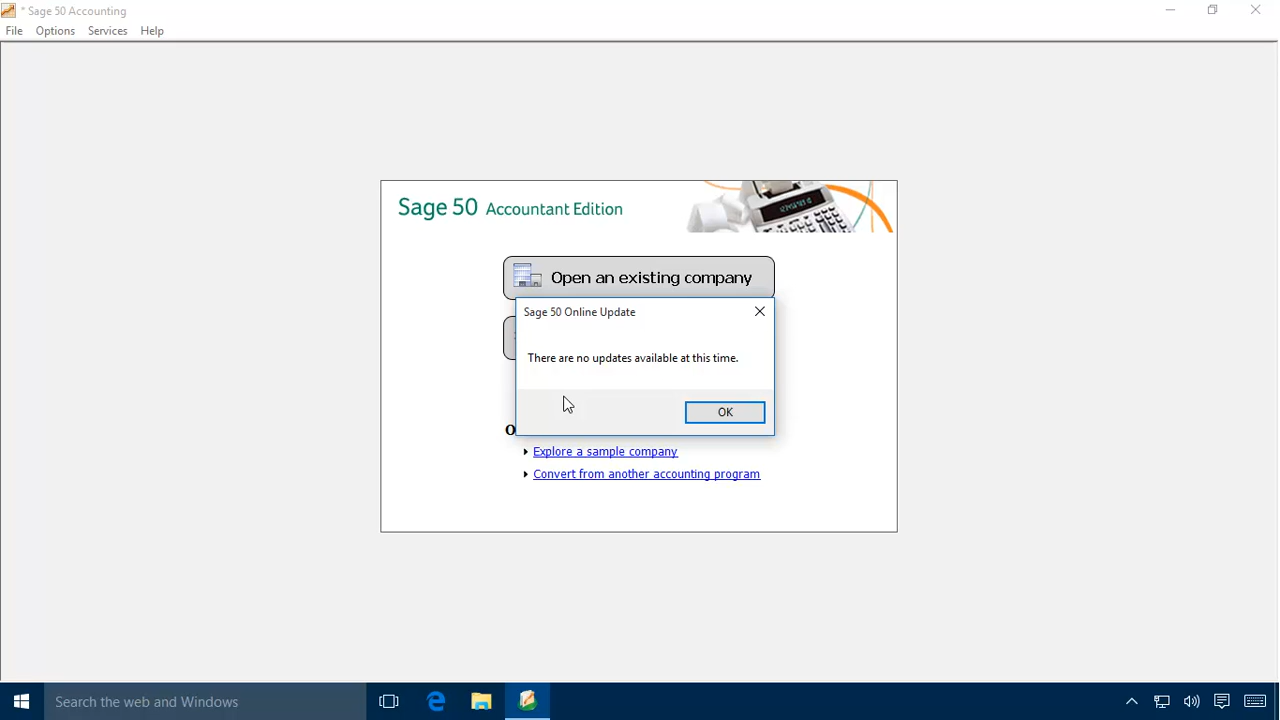 * Sage 50 Accounting
File Options Services Help
Sage 50 Accountant Edition
Open an existing company
Sage 50 Online Update
There are no updates available at this time.
OK
O
Explore a sample company
Convert from another accounting program
Search the web and Windows